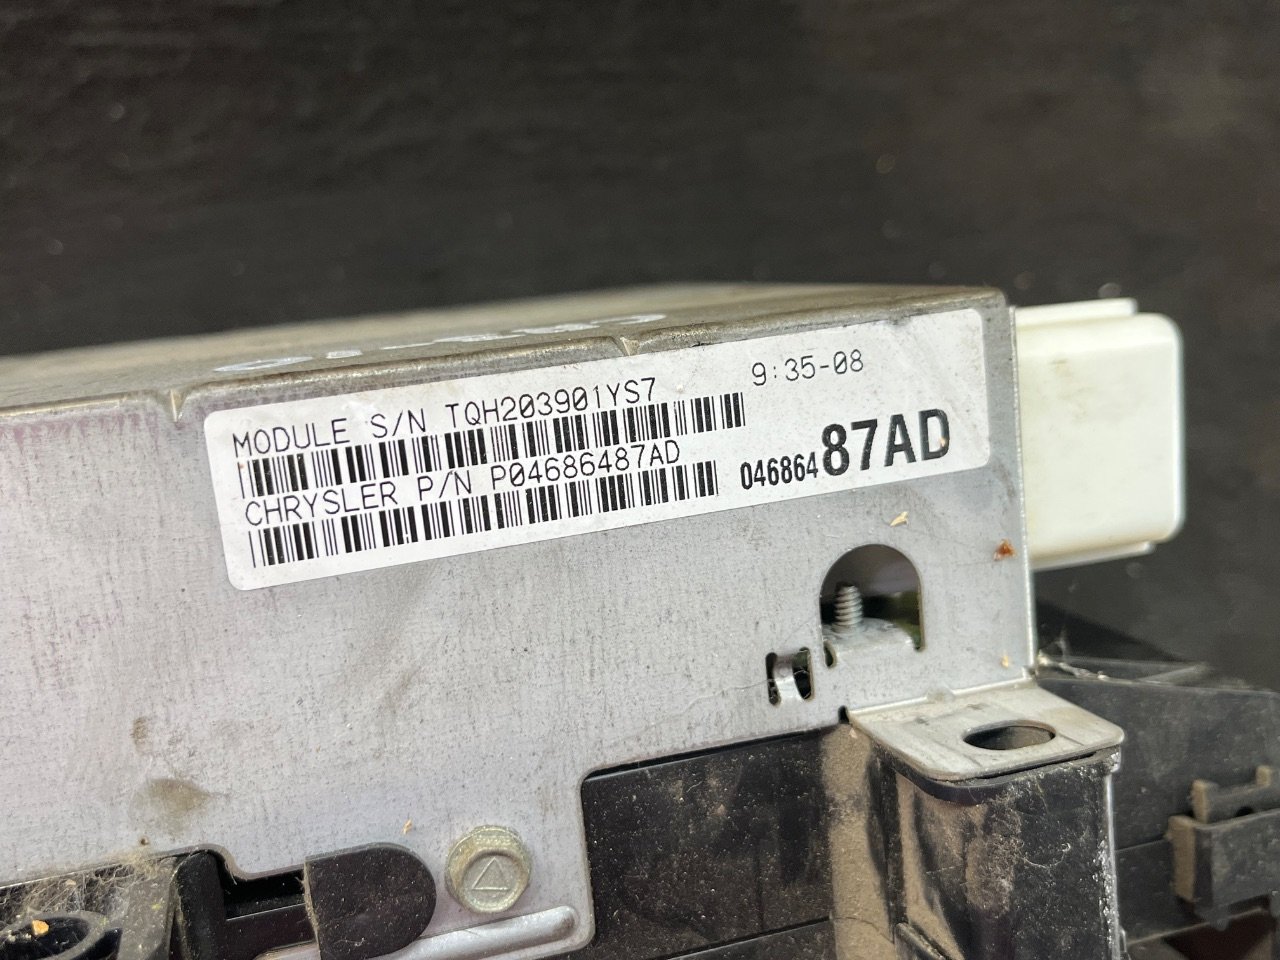 MODULE S/N TQH203901YS7
9:35-08
CHRYSLER P/N P04686487AD
04686487AD